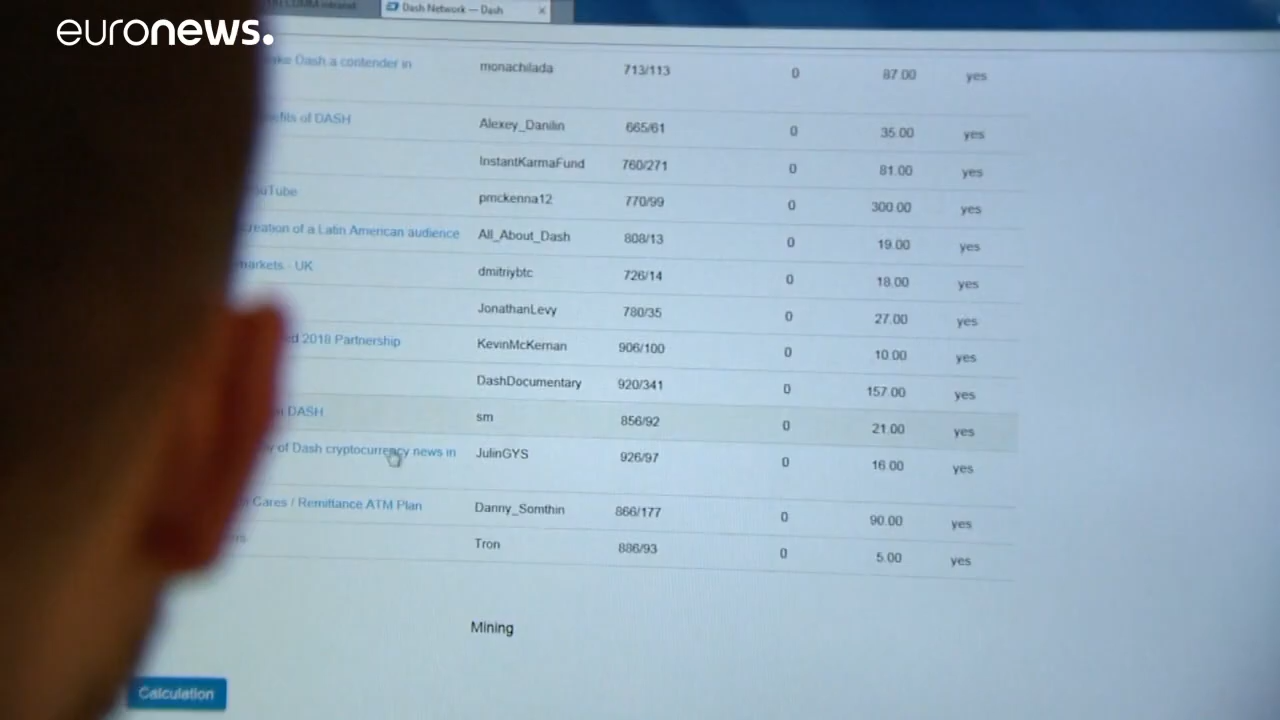 Dash Network — Dash
euronews.
Dash a contender in monachilada 713/113 0 87.00 yes
of DASH Alexey_Danilin 665/61 0 35.00 yes
InstantKarmaFund 760/271 0 81.00 yes
pmckenna12 770/99 0 300.00 yes
of a Latin American audience All_About_Dash 808/13 0 19.00 yes
markets - UK dmitriybtc 726/14 0 18.00 yes
JonathanLevy 780/35 0 27.00 yes
2018 Partnership KevinMcKernan 906/100 0 10.00 yes
DashDocumentary 920/341 0 157.00 yes
DASH sm 856/92 0 21.00 yes
of Dash cryptocurrency news in JulinGYS 926/97 0 16.00 yes
Cares / Remittance ATM Plan Danny_Somthin 866/177 0 90.00 yes
Tron 886/93 0 5.00 yes
Mining
Calculation